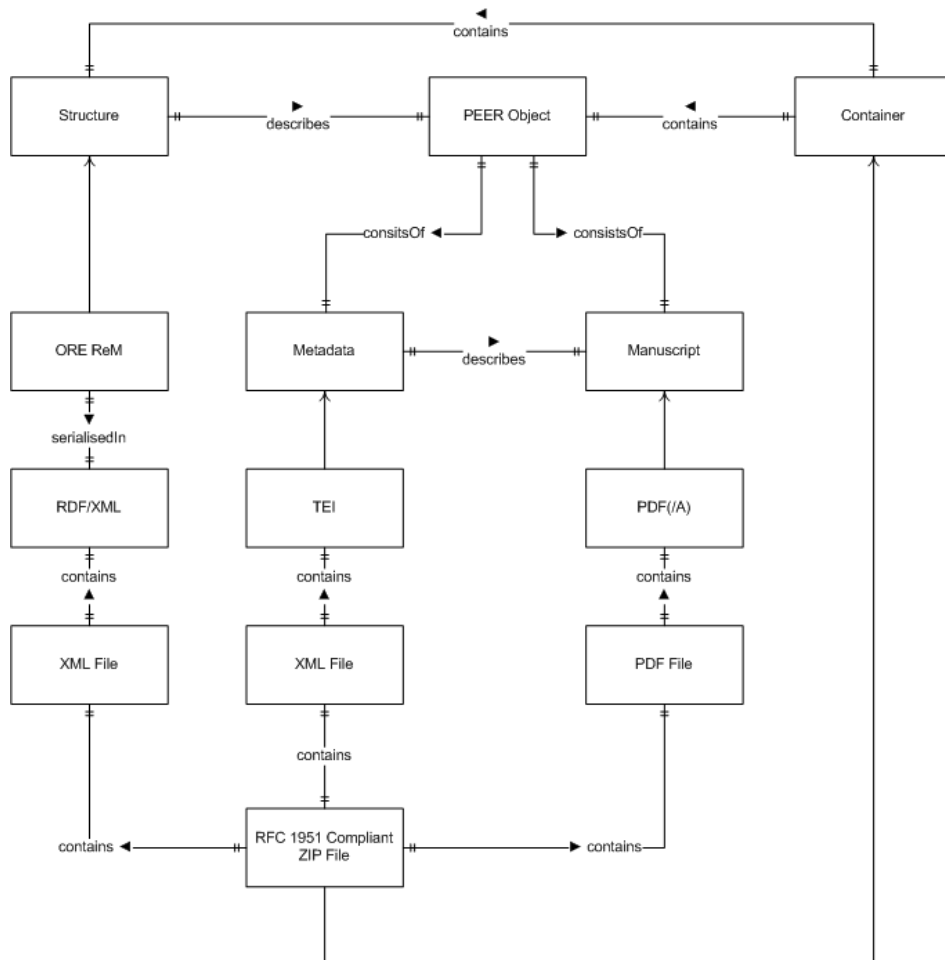 contains
Structure
describes
PEER Object
contains
Container
consitsOf
consistsOf
ORE ReM
Metadata
describes
Manuscript
serialisedIn
RDF/XML
TEI
PDF(/A)
contains
contains
contains
XML File
XML File
PDF File
contains
contains
RFC 1951 Compliant
ZIP File
contains